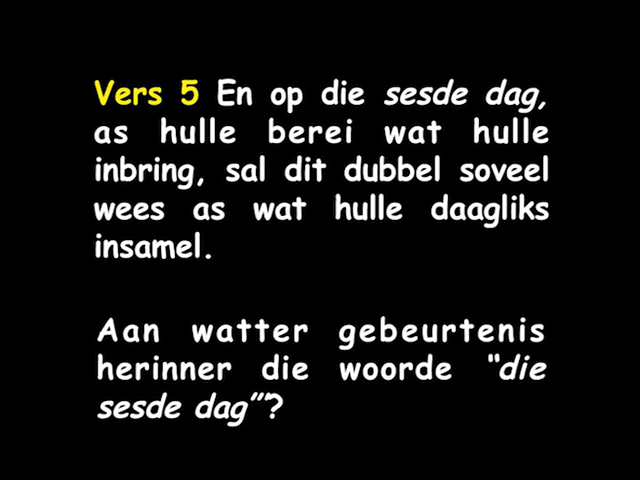 Vers 5 En op die sesde dag,
as hulle berei wat hulle
inbring, sal dit dubbel soveel
wees as wat hulle daagliks
insamel.
Aan watter gebeurtenis
herinner die woorde “die
sesde dag”?